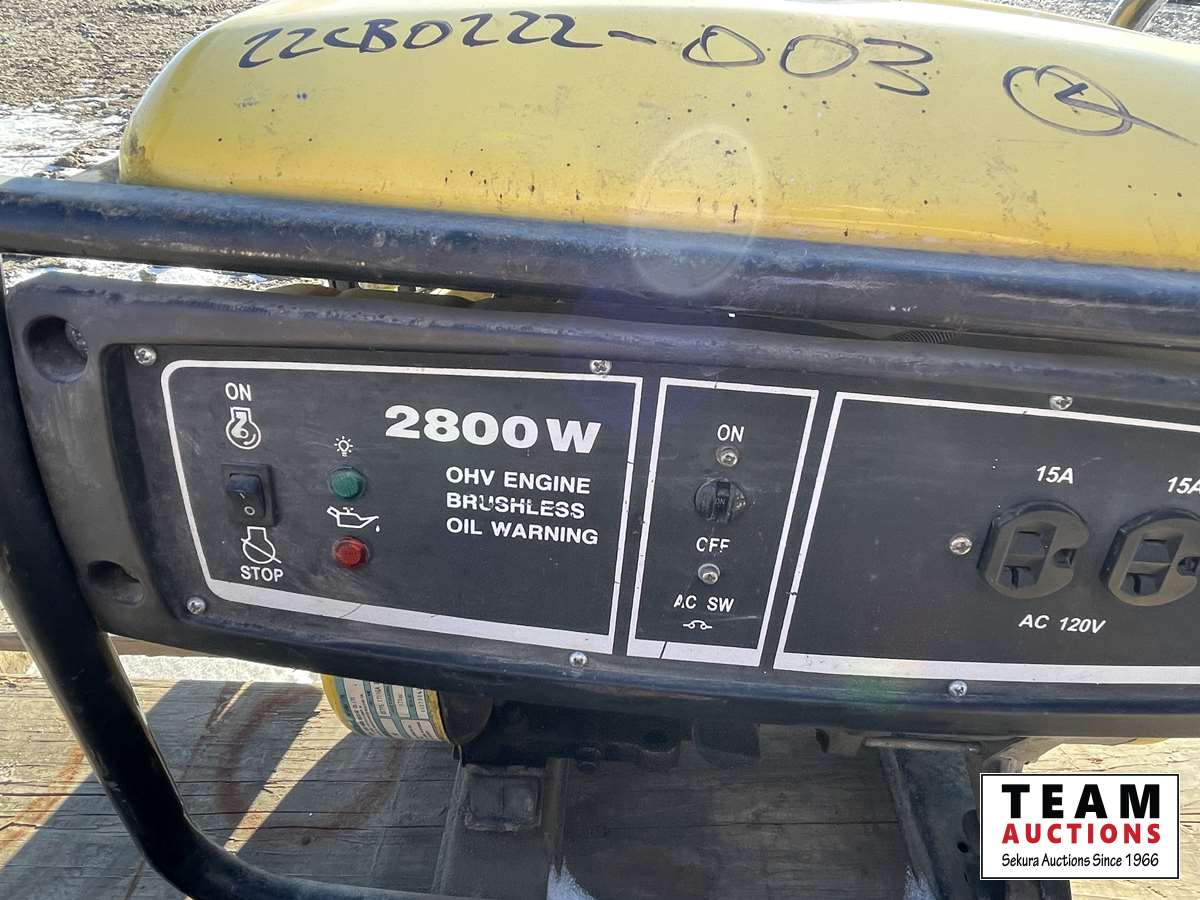 22CB0222-003
ON
2800W
OHV ENGINE
BRUSHLESS
OIL WARNING
STOP
ON
ON
OFF
AC SW
15A
15A
AC 120V
TEAM
AUCTIONS
Sekura Auctions Since 1966